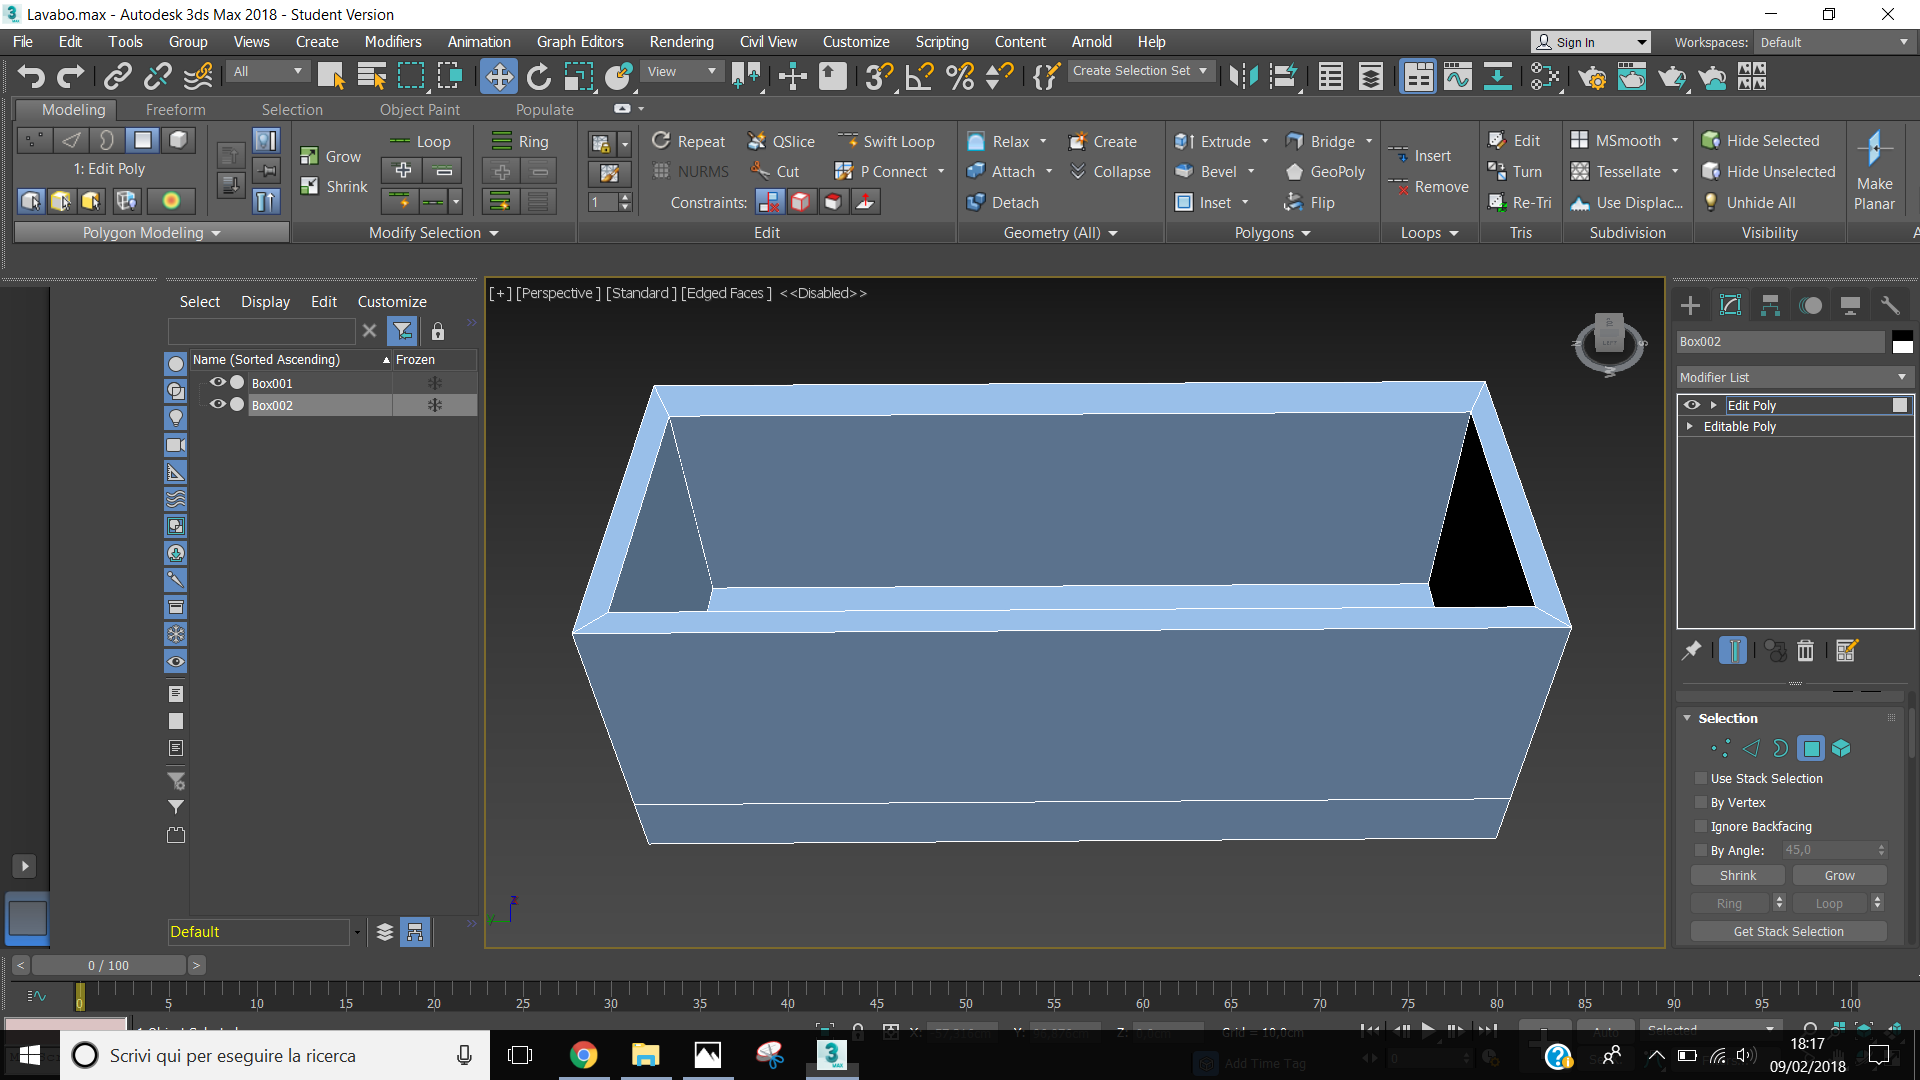 Lavabo.max - Autodesk 3ds Max 2018 - Student Version
File Edit Tools Group Views Create Modifiers Animation Graph Editors Rendering Civil View Customize Scripting Content Arnold Help Sign In Workspaces: Default
All View Create Selection Set
Modeling Freeform Selection Object Paint Populate
Loop Ring Repeat QSlice Swift Loop Relax Create Extrude Bridge Insert Edit MSmooth Hide Selected
1: Edit Poly Grow Shrink NURMS Cut P Connect Attach Collapse Bevel GeoPoly Remove Turn Tessellate Hide Unselected Make Planar
1 Constraints: Detach Inset Flip Re-Tri Use Displac... Unhide All
Polygon Modeling Modify Selection Edit Geometry (All) Polygons Loops Tris Subdivision Visibility
Select Display Edit Customize
Name (Sorted Ascending) Frozen
Box001
Box002
Default
[+] [Perspective ] [Standard ] [Edged Faces ] <<Disabled>>
LEFT
z
y
Box002
Modifier List
Edit Poly
Editable Poly
Selection
Use Stack Selection
By Vertex
Ignore Backfacing
By Angle: 45,0
Shrink Grow
Ring Loop
Get Stack Selection
< 0 / 100 >
0 5 10 15 20 25 30 35 40 45 50 55 60 65 70 75 80 85 90 95 100
X: Y: Z: Grid = 10,0cm Auto Selected
Add Time Tag 0
Scrivi qui per eseguire la ricerca
18:17
09/02/2018